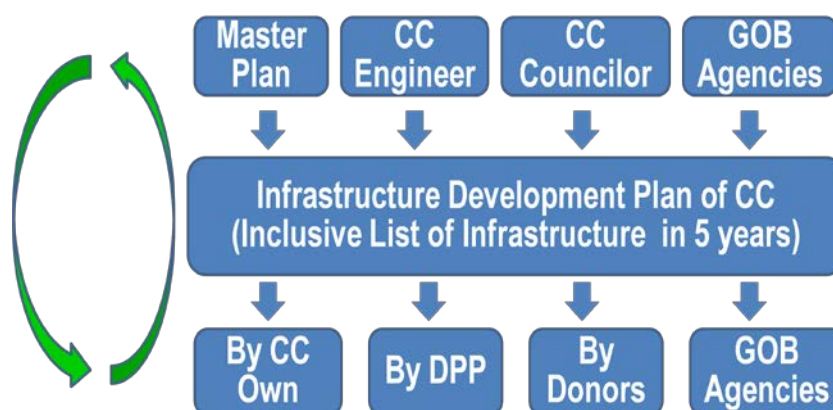 Master
Plan
CC
Engineer
CC
Councilor
GOB
Agencies
Infrastructure Development Plan of CC
(Inclusive List of Infrastructure in 5 years)
By CC
Own
By DPP
By
Donors
GOB
Agencies